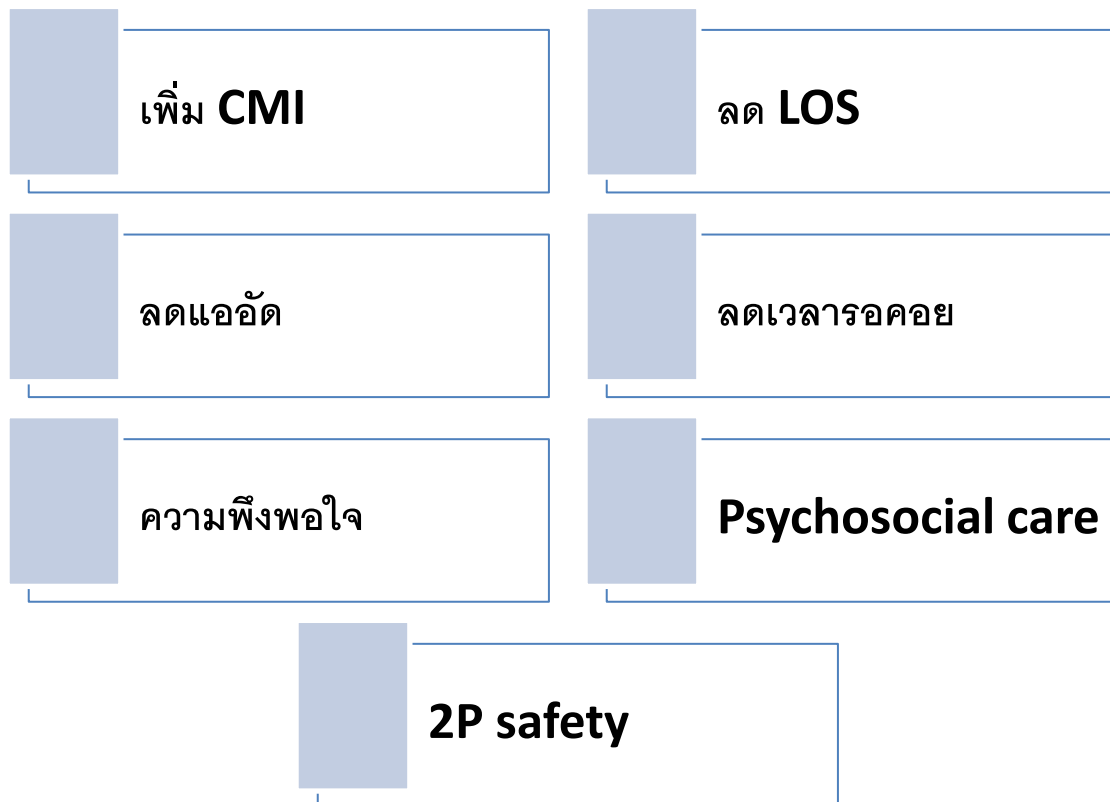 เพิ่ม CMI
ลด LOS
ลดแออัด
ลดเวลารอคอย
ความพึงพอใจ
Psychosocial care
2P safety